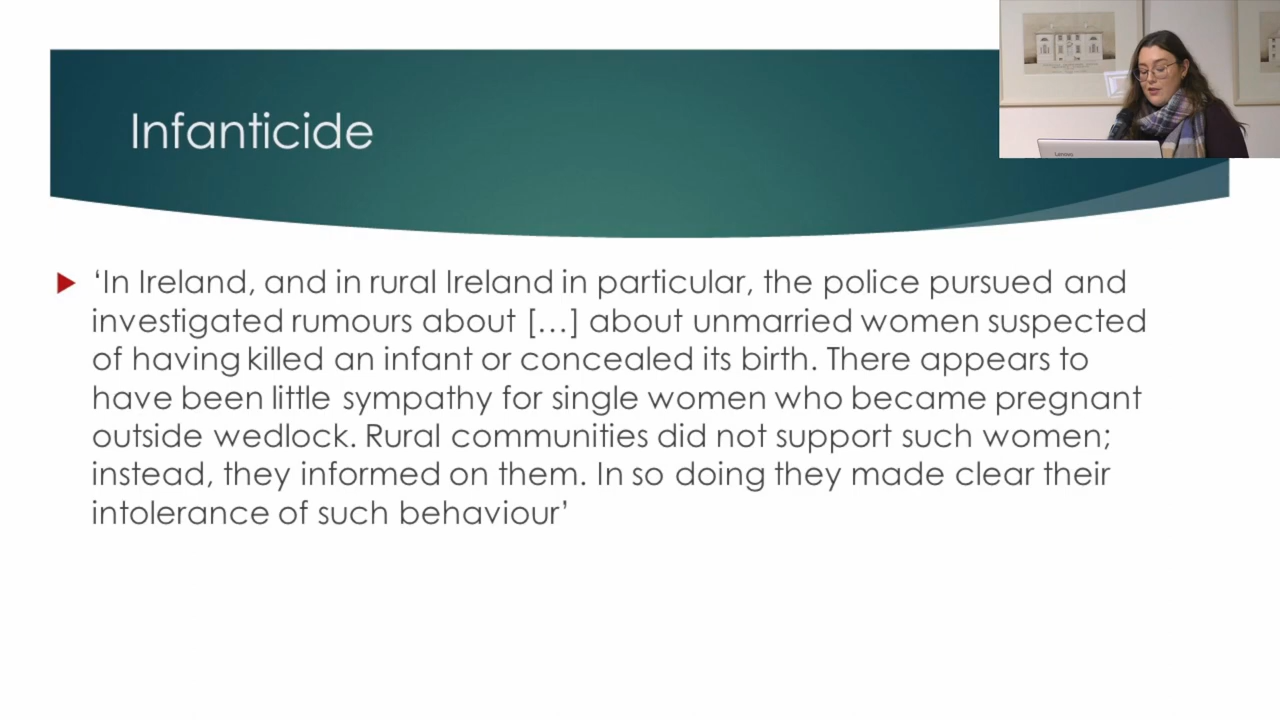 Infanticide
‘In Ireland, and in rural Ireland in particular, the police pursued and
investigated rumours about […] about unmarried women suspected
of having killed an infant or concealed its birth. There appears to
have been little sympathy for single women who became pregnant
outside wedlock. Rural communities did not support such women;
instead, they informed on them. In so doing they made clear their
intolerance of such behaviour’
Lenovo